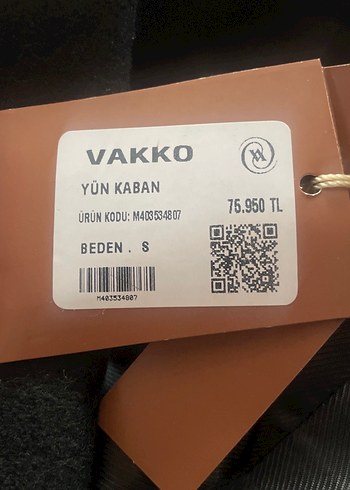 VAKKO
YÜN KABAN
ÜRÜN KODU: M403534807
75.950 TL
BEDEN . S
M403534807